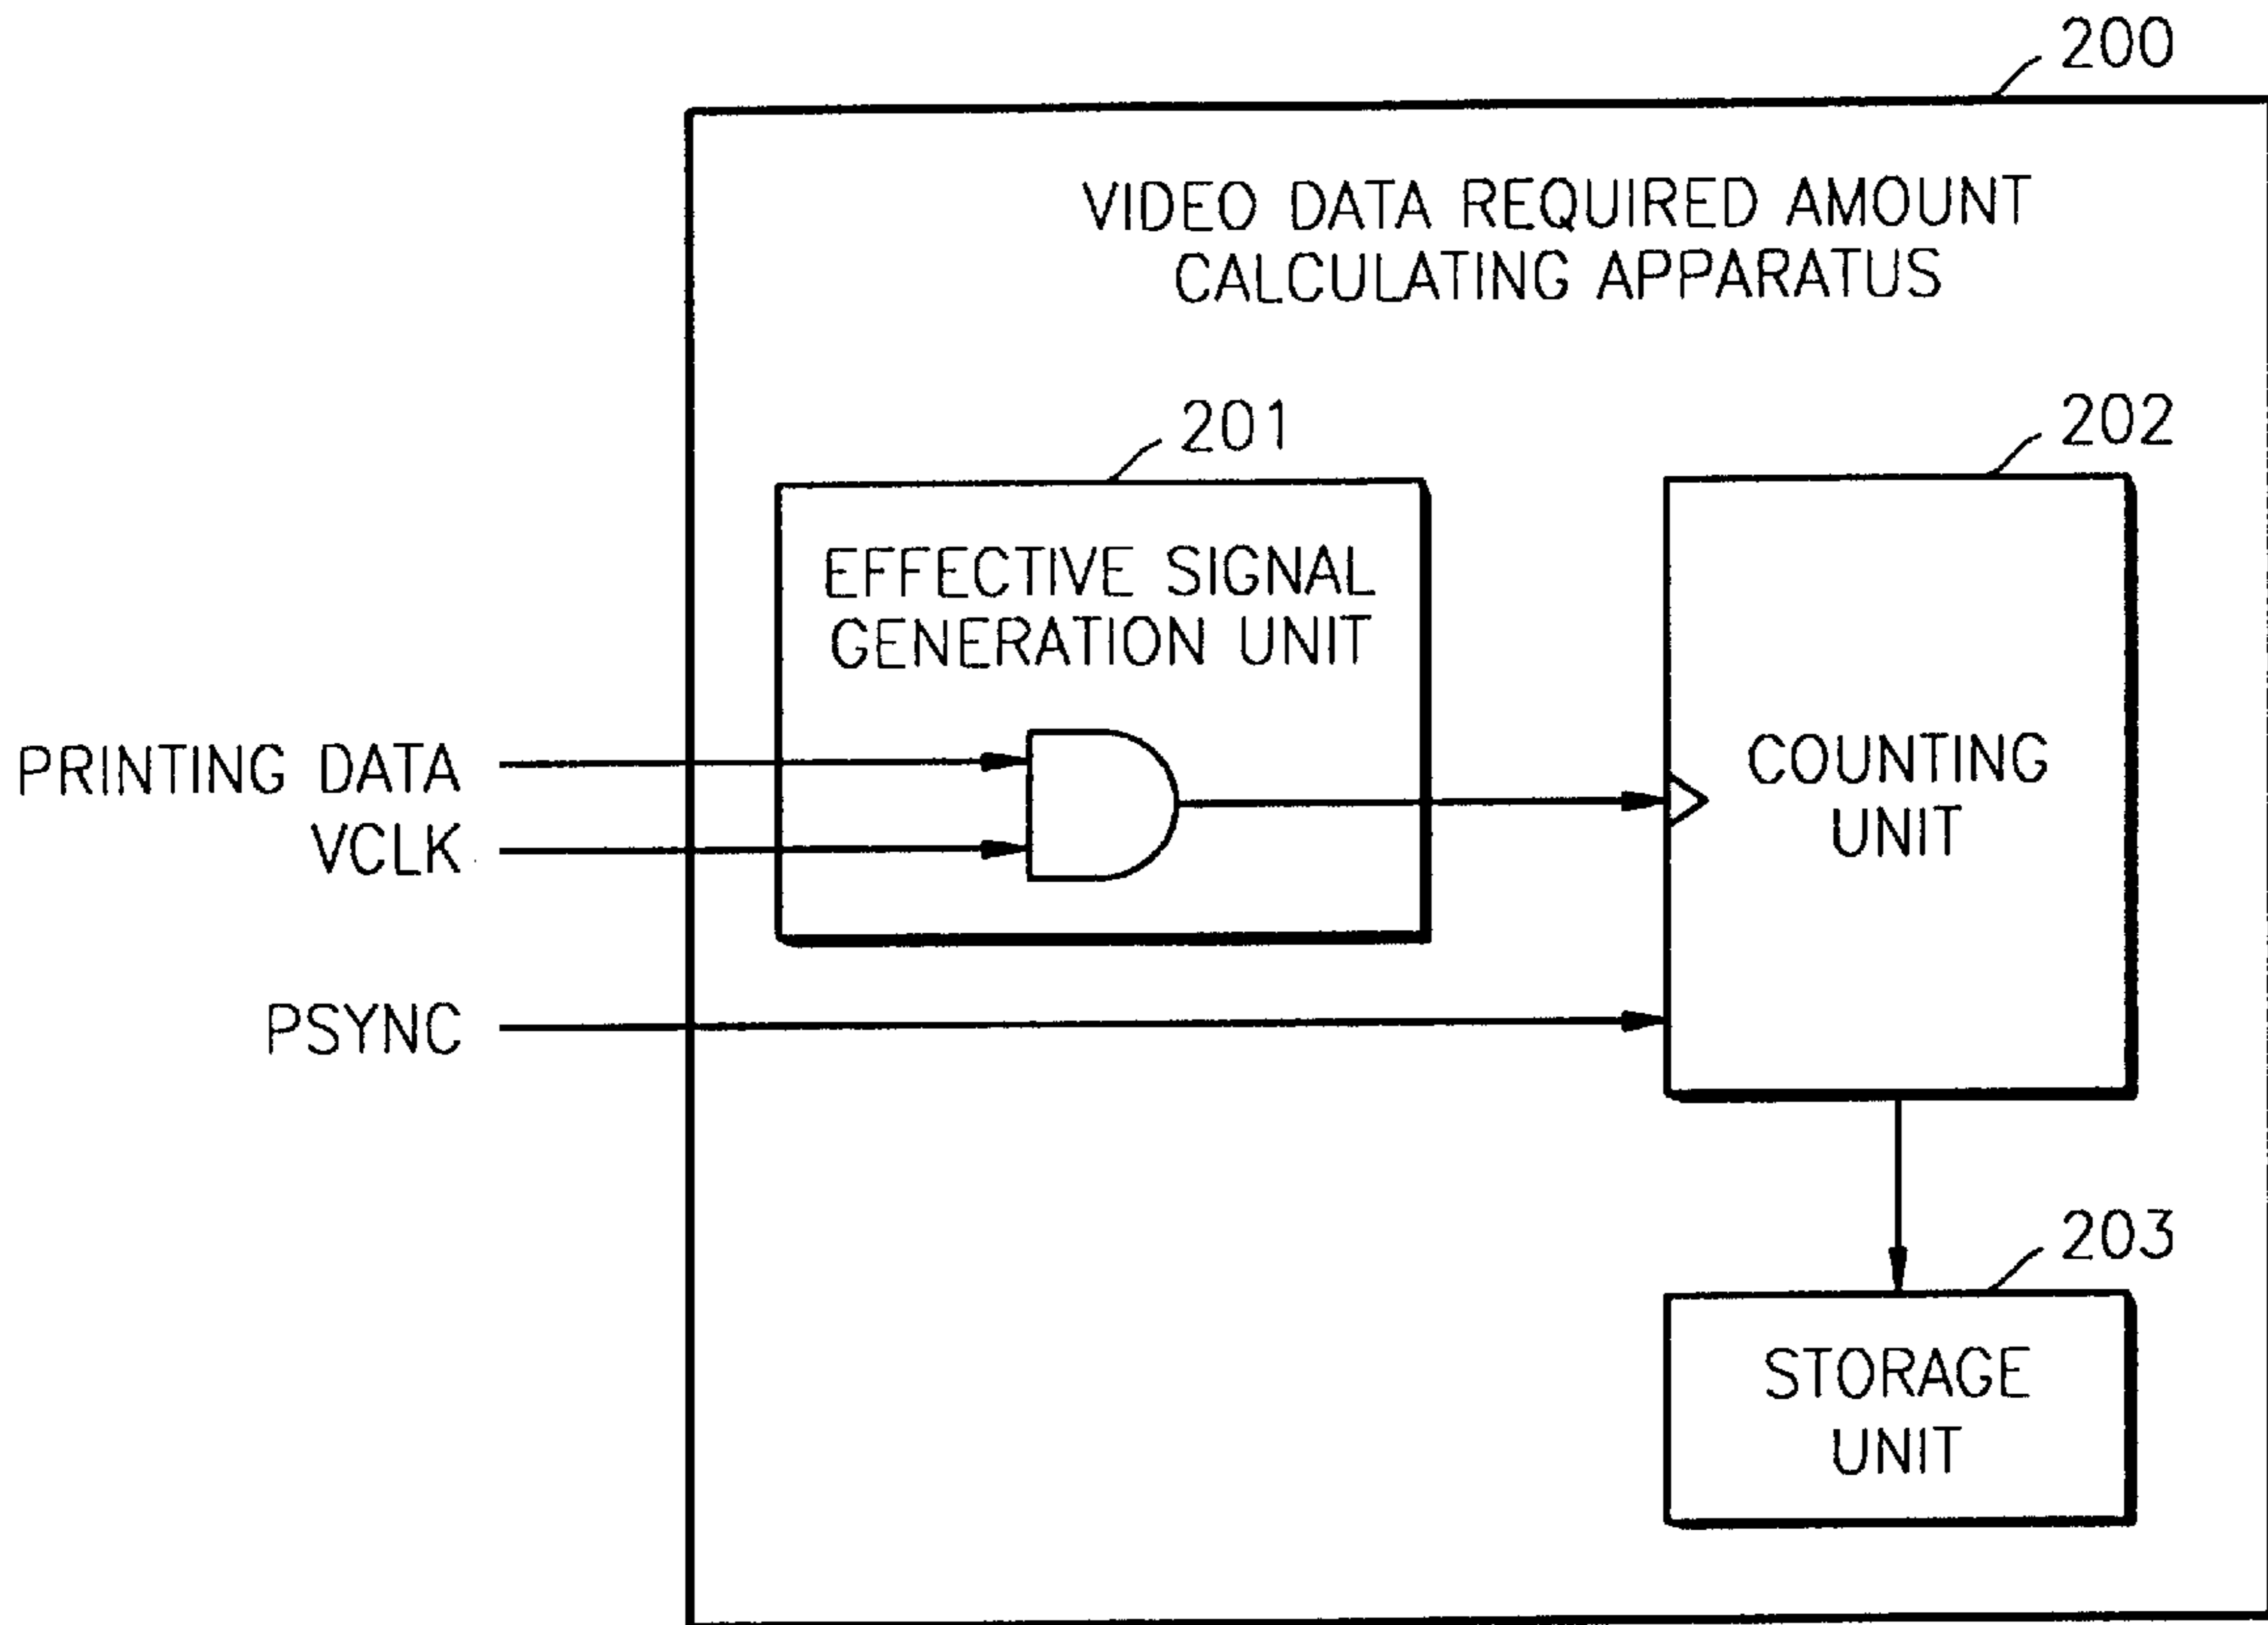 200
VIDEO DATA REQUIRED AMOUNT
CALCULATING APPARATUS
201
202
EFFECTIVE SIGNAL
GENERATION UNIT
PRINTING DATA
VCLK
COUNTING
UNIT
PSYNC
203
STORAGE
UNIT